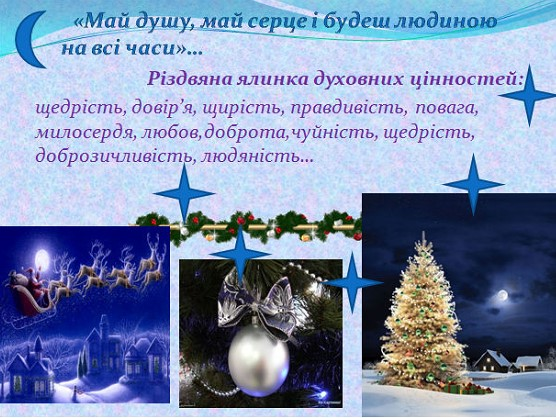 «Май душу, май серце і будеш людиною
на всі часи»...
Різдвяна ялинка духовних цінностей:
щедрість, довір’я, щирість, правдивість, повага,
милосердя, любов,доброта,чуйність, щедрість,
доброзичливість, людяність...